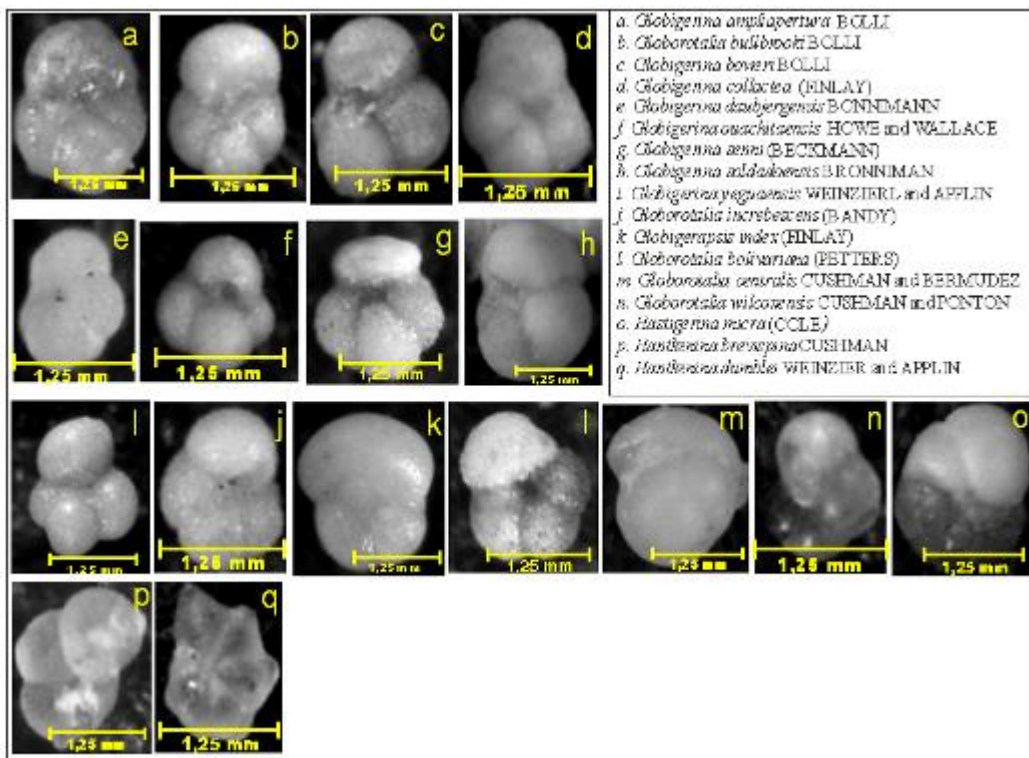 a
b
c
d
1,25 mm
1,25 mm
1,25 mm
1,25 mm
a. Globigerina ampliapertura BOLLI
b. Globorotalia bullbrooki BOLLI
c. Globigerina boweri BOLLI
d. Globigerina collactea (FINLAY)
e. Globigerina daubjergensis BONNIMANN
f. Globigerina ouachitaensis HOWE and WALLACE
g. Globigerina senni (BECKMANN)
h. Globigerina soldadoensis BRONNIMAN
i. Globigerina yeguaensis WEINZIERL and APPLIN
j. Globorotalia increbescens (BANDY)
k. Globigerapsis index (FINLAY)
l. Globorotalia bolivariana (PETTERS)
m. Globorotalia centralis CUSHMAN and BERMUDEZ
n. Globorotalia wilcoxensis CUSHMAN and PONTON
o. Hastigerina micra (COLE)
p. Hantkenina brevispina CUSHMAN
q. Hantkenina dumblei WEINZIER and APPLIN
e
f
g
h
1,25 mm
1,25 mm
1,25 mm
1,25 mm
i
j
k
l
m
n
o
1,25 mm
1,25 mm
1,25 mm
1,25 mm
1,25 mm
1,25 mm
1,25 mm
p
q
1,25 mm
1,25 mm